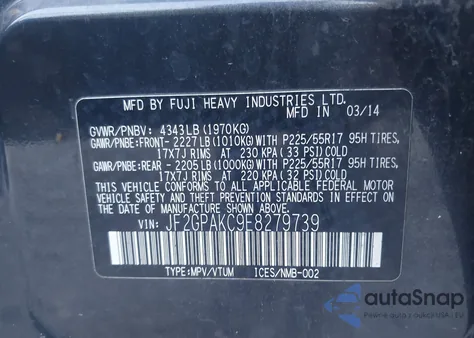 MFD BY FUJI HEAVY INDUSTRIES LTD.
MFD IN 03/14
GVWR/PNBV: 4343LB (1970KG)
GAWR/PNBE:FRONT- 2227LB (1010KG) WITH P225/55R17 95H TIRES,
17X7J RIMS AT 230 KPA (33 PSI) COLD
GAWR/PNBE:REAR - 2205LB (1000KG) WITH P225/55R17 95H TIRES,
17X7J RIMS AT 220 KPA (32 PSI) COLD
THIS VEHICLE CONFORMS TO ALL APPLICABLE FEDERAL MOTOR
VEHICLE SAFETY STANDARDS IN EFFECT ON THE DATE OF
MANUFACTURE SHOWN ABOVE.
VIN: JF2GPAKC9E8279739
TYPE:MPV/VTUM ICES/NMB-002
autoSnap